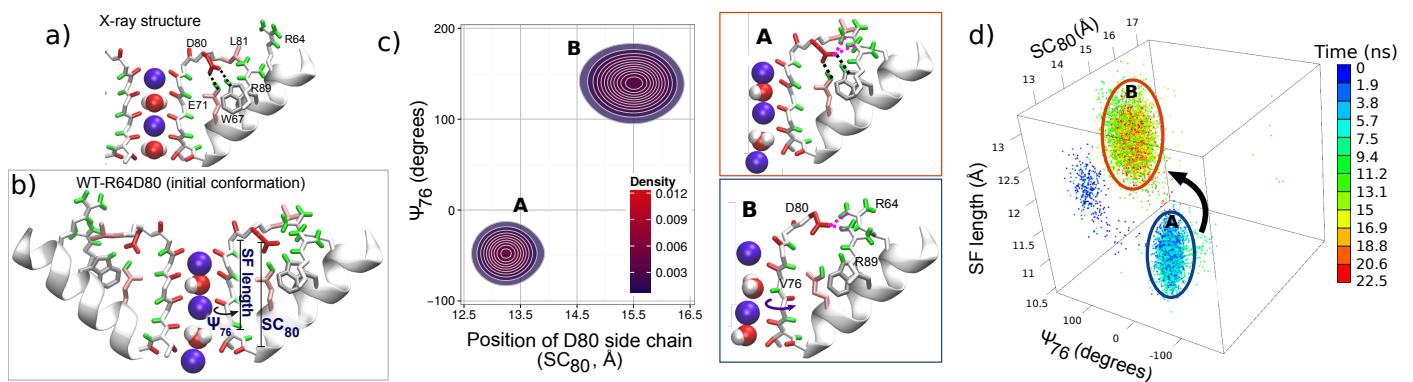 a)
X-ray structure
D80
L81
R64
E71
R89
W67
b)
WT-R64D80 (initial conformation)
SF length
Ψ76
SC80
c)
Ψ76 (degrees)
200
100
0
−100
B
A
Density
0.012
0.009
0.006
0.003
12.5
13.5
14.5
15.5
16.5
Position of D80 side chain
(SC80, Å)
A
B
D80
R64
R89
V76
d)
SC80(Å)
17
16
15
14
13
SF length (Å)
13
12.5
12
11.5
11
10.5
100
0
-100
Ψ76 (degrees)
B
A
Time (ns)
0
1.9
3.8
5.7
7.5
9.4
11.2
13.1
15
16.9
18.8
20.6
22.5